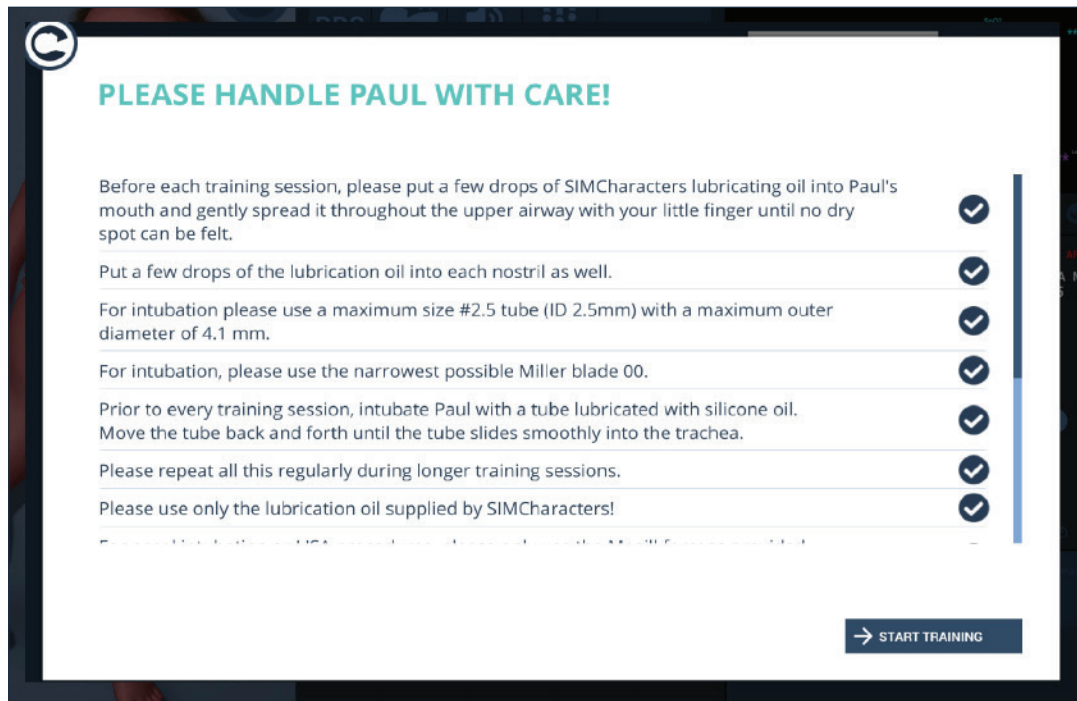 PLEASE HANDLE PAUL WITH CARE!
Before each training session, please put a few drops of SIMCharacters lubricating oil into Paul's
mouth and gently spread it throughout the upper airway with your little finger until no dry
spot can be felt.
Put a few drops of the lubrication oil into each nostril as well.
For intubation please use a maximum size #2.5 tube (ID 2.5mm) with a maximum outer
diameter of 4.1 mm.
For intubation, please use the narrowest possible Miller blade 00.
Prior to every training session, intubate Paul with a tube lubricated with silicone oil.
Move the tube back and forth until the tube slides smoothly into the trachea.
Please repeat all this regularly during longer training sessions.
Please use only the lubrication oil supplied by SIMCharacters!
START TRAINING